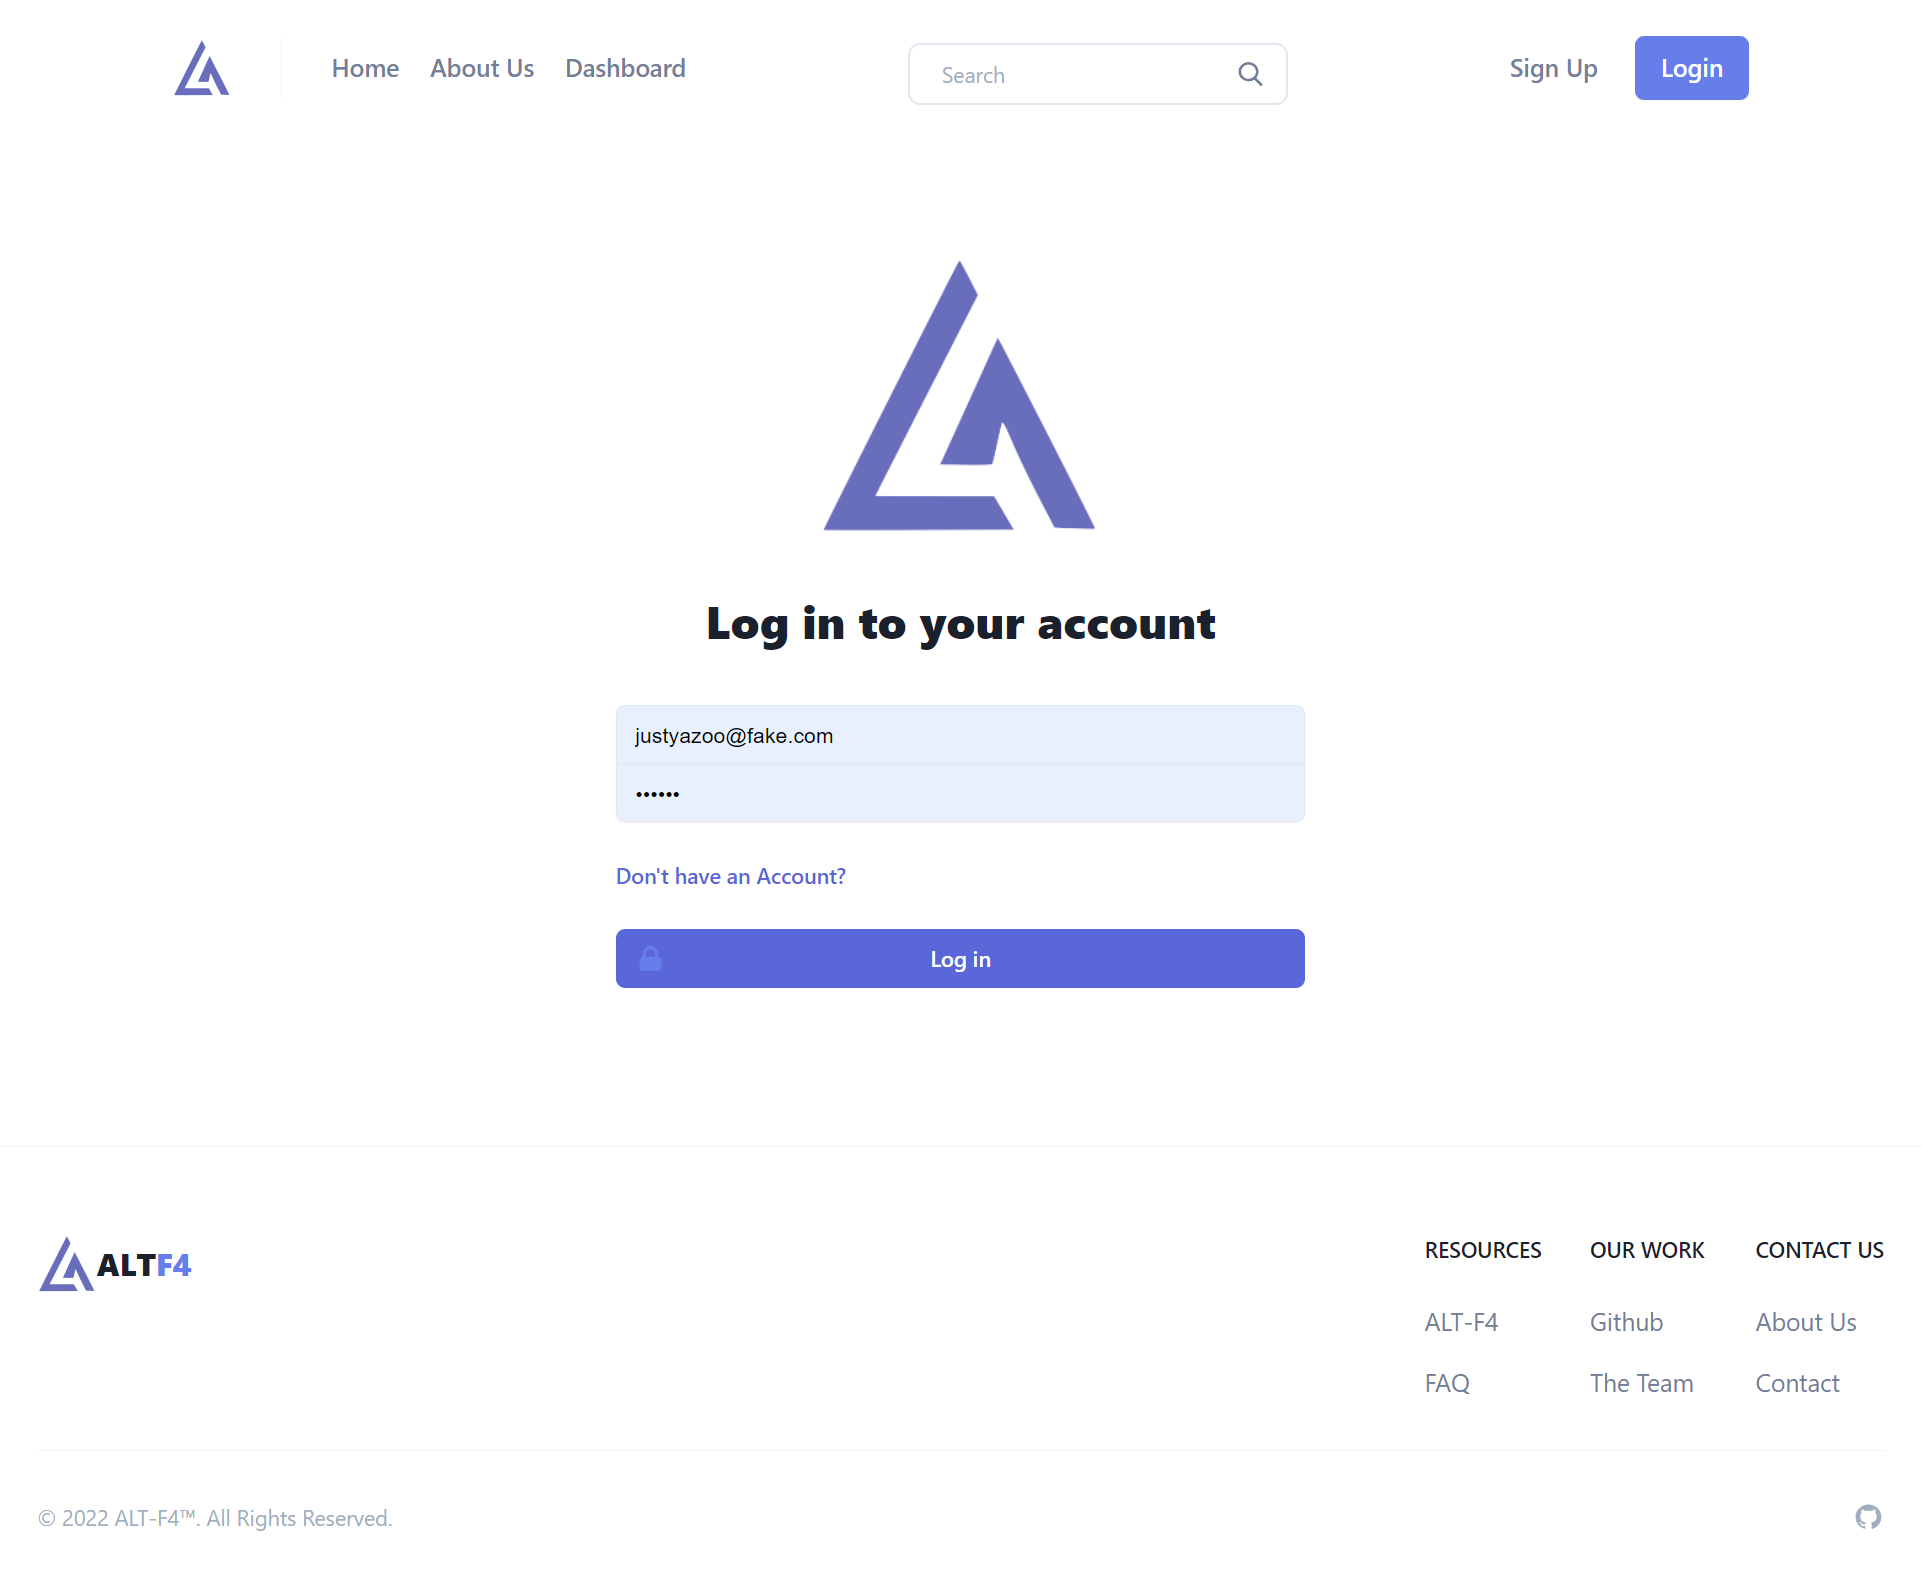 Home About Us Dashboard Search Sign Up Login
Log in to your account
justyazoo@fake.com
••••••
Don't have an Account?
Log in
ALTF4
RESOURCES OUR WORK CONTACT US
ALT-F4 Github About Us
FAQ The Team Contact
© 2022 ALT-F4™. All Rights Reserved.